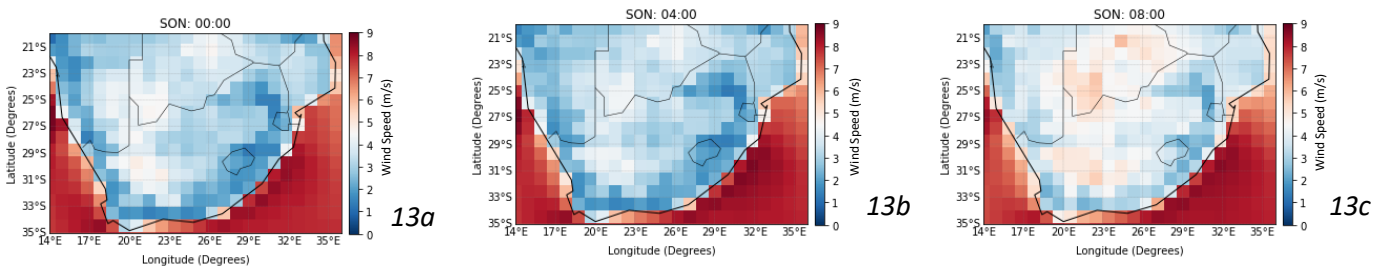 SON: 00:00
21°S
23°S
25°S
27°S
29°S
31°S
33°S
35°S
14°E 17°E 20°E 23°E 26°E 29°E 32°E 35°E
Latitude (Degrees)
Longitude (Degrees)
9
8
7
6
5
4
3
2
1
0
Wind Speed (m/s)
13a
SON: 04:00
21°S
23°S
25°S
27°S
29°S
31°S
33°S
35°S
14°E 17°E 20°E 23°E 26°E 29°E 32°E 35°E
Latitude (Degrees)
Longitude (Degrees)
9
8
7
6
5
4
3
2
1
0
Wind Speed (m/s)
13b
SON: 08:00
21°S
23°S
25°S
27°S
29°S
31°S
33°S
35°S
14°E 17°E 20°E 23°E 26°E 29°E 32°E 35°E
Latitude (Degrees)
Longitude (Degrees)
9
8
7
6
5
4
3
2
1
0
Wind Speed (m/s)
13c